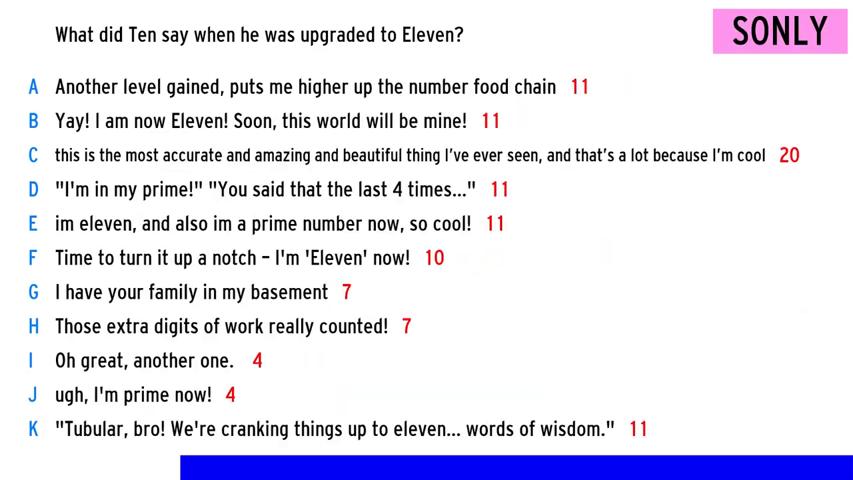 What did Ten say when he was upgraded to Eleven?
SONLY
A Another level gained, puts me higher up the number food chain 11
B Yay! I am now Eleven! Soon, this world will be mine! 11
C this is the most accurate and amazing and beautiful thing I've ever seen, and that's a lot because I'm cool 20
D "I'm in my prime!" "You said that the last 4 times..." 11
E im eleven, and also im a prime number now, so cool! 11
F Time to turn it up a notch – I'm 'Eleven' now! 10
G I have your family in my basement 7
H Those extra digits of work really counted! 7
I Oh great, another one. 4
J ugh, I'm prime now! 4
K "Tubular, bro! We're cranking things up to eleven... words of wisdom." 11